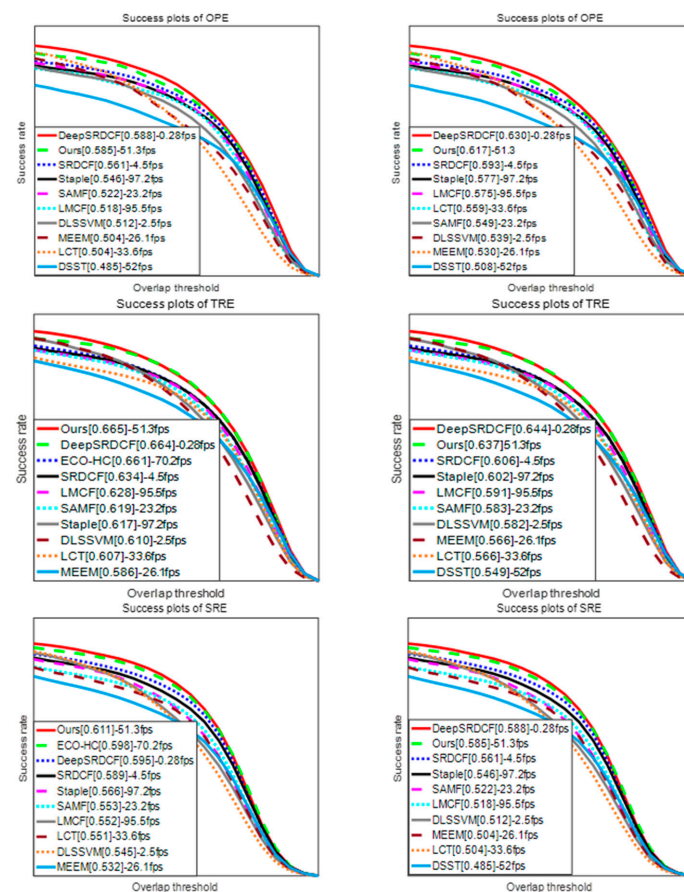 Success plots of OPE
Success rate
DeepSRDCF[0.588]-0.28fps
Ours[0.585]-51.3fps
SRDCF[0.561]-4.5fps
Staple[0.546]-97.2fps
SAMF[0.522]-23.2fps
LMCF[0.518]-95.5fps
DLSSVM[0.512]-2.5fps
MEEM[0.504]-26.1fps
LCT[0.504]-33.6fps
DSST[0.485]-52fps
Overlap threshold
Success plots of OPE
Success rate
DeepSRDCF[0.630]-0.28fps
Ours[0.617]-51.3
SRDCF[0.593]-4.5fps
Staple[0.577]-97.2fps
LMCF[0.575]-95.5fps
LCT[0.559]-33.6fps
SAMF[0.549]-23.2fps
DLSSVM[0.539]-2.5fps
MEEM[0.530]-26.1fps
DSST[0.508]-52fps
Overlap threshold
Success plots of TRE
Success rate
Ours[0.665]-51.3fps
DeepSRDCF[0.664]-0.28fps
ECO-HC[0.661]-70.2fps
SRDCF[0.634]-4.5fps
LMCF[0.628]-95.5fps
SAMF[0.619]-23.2fps
Staple[0.617]-97.2fps
DLSSVM[0.610]-2.5fps
LCT[0.607]-33.6fps
MEEM[0.586]-26.1fps
Overlap threshold
Success plots of TRE
Success rate
DeepSRDCF[0.644]-0.28fps
Ours[0.637]51.3fps
SRDCF[0.606]-4.5fps
Staple[0.602]-97.2fps
LMCF[0.591]-95.5fps
SAMF[0.583]-23.2fps
DLSSVM[0.582]-2.5fps
MEEM[0.566]-26.1fps
LCT[0.566]-33.6fps
DSST[0.549]-52fps
Overlap threshold
Success plots of SRE
Success rate
Ours[0.611]-51.3fps
ECO-HC[0.598]-70.2fps
DeepSRDCF[0.595]-0.28fps
SRDCF[0.589]-4.5fps
Staple[0.566]-97.2fps
SAMF[0.553]-23.2fps
LMCF[0.552]-95.5fps
LCT[0.551]-33.6fps
DLSSVM[0.545]-2.5fps
MEEM[0.532]-26.1fps
Overlap threshold
Success plots of SRE
Success rate
DeepSRDCF[0.588]-0.28fps
Ours[0.585]-51.3fps
SRDCF[0.561]-4.5fps
Staple[0.546]-97.2fps
SAMF[0.522]-23.2fps
LMCF[0.518]-95.5fps
DLSSVM[0.512]-2.5fps
MEEM[0.504]-26.1fps
LCT[0.504]-33.6fps
DSST[0.485]-52fps
Overlap threshold